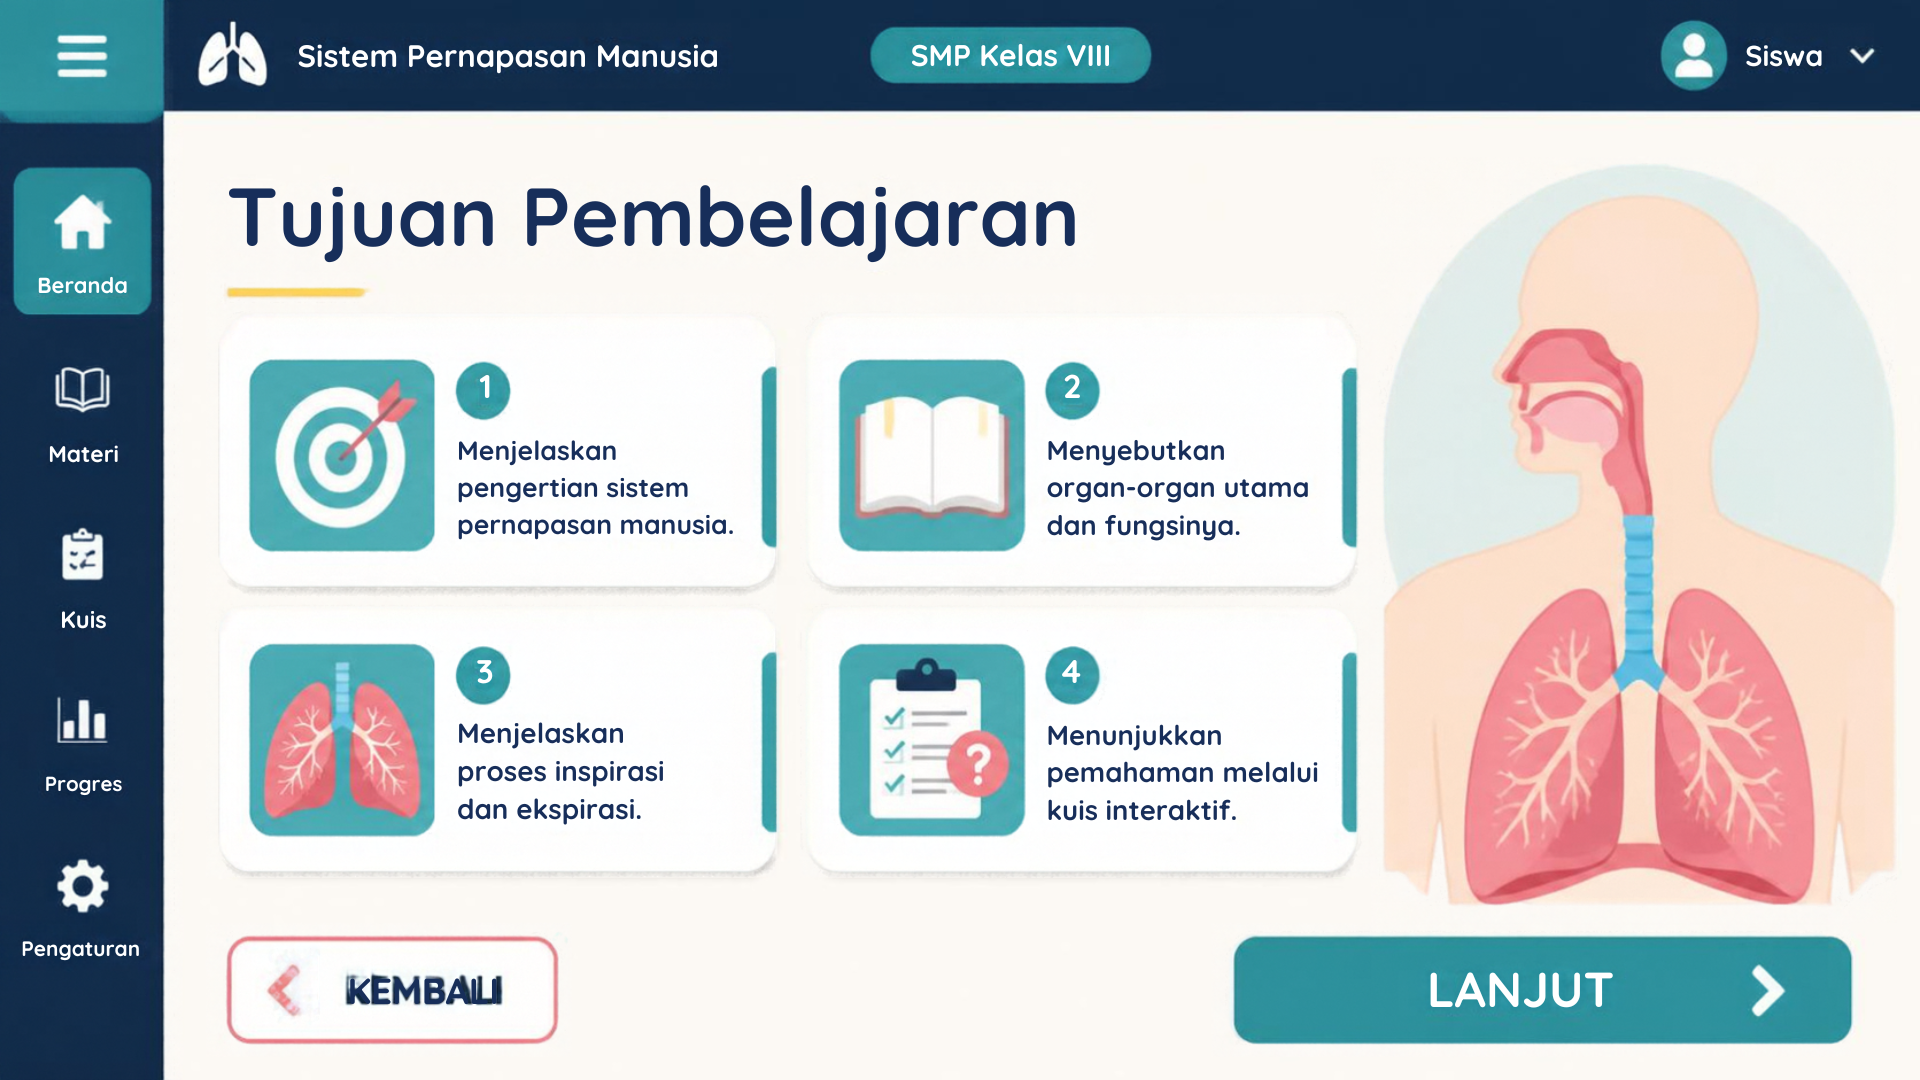 Sistem Pernapasan Manusia
SMP Kelas VIII
Siswa
Beranda
Materi
Kuis
Progres
Pengaturan
Tujuan Pembelajaran
1
Menjelaskan
pengertian sistem
pernapasan manusia.
2
Menyebutkan
organ-organ utama
dan fungsinya.
3
Menjelaskan
proses inspirasi
dan ekspirasi.
4
?
Menunjukkan
pemahaman melalui
kuis interaktif.
KEMBALI
LANJUT